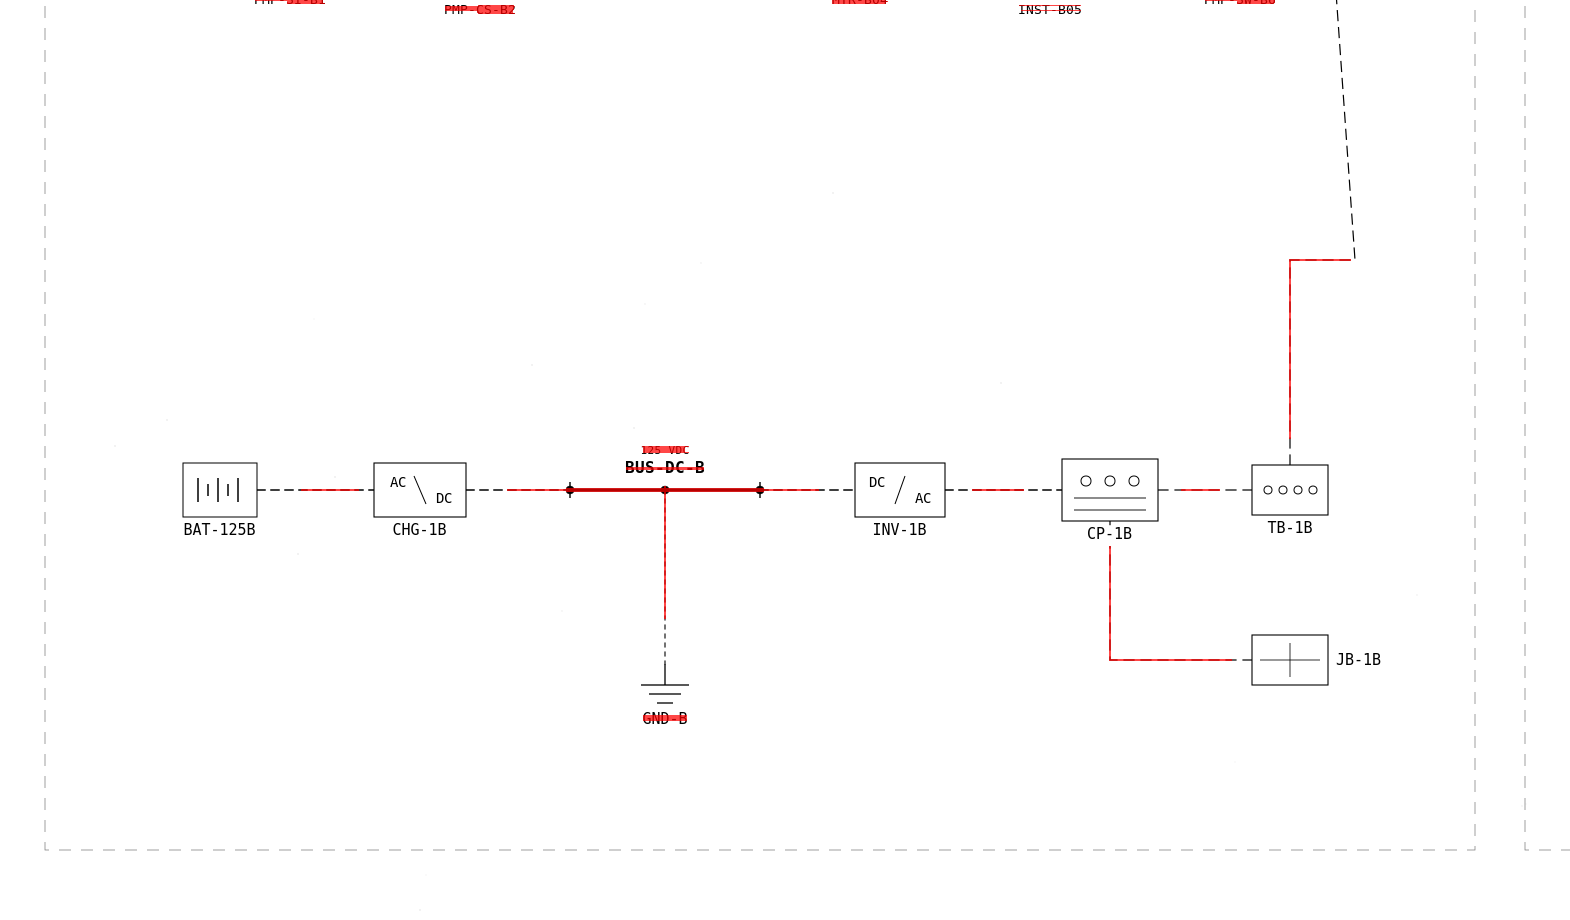 PMP-CS-B2
INST-B05
125 VDC
BUS-DC-B
AC
DC
DC
AC
BAT-125B
CHG-1B
INV-1B
CP-1B
TB-1B
JB-1B
GND-B